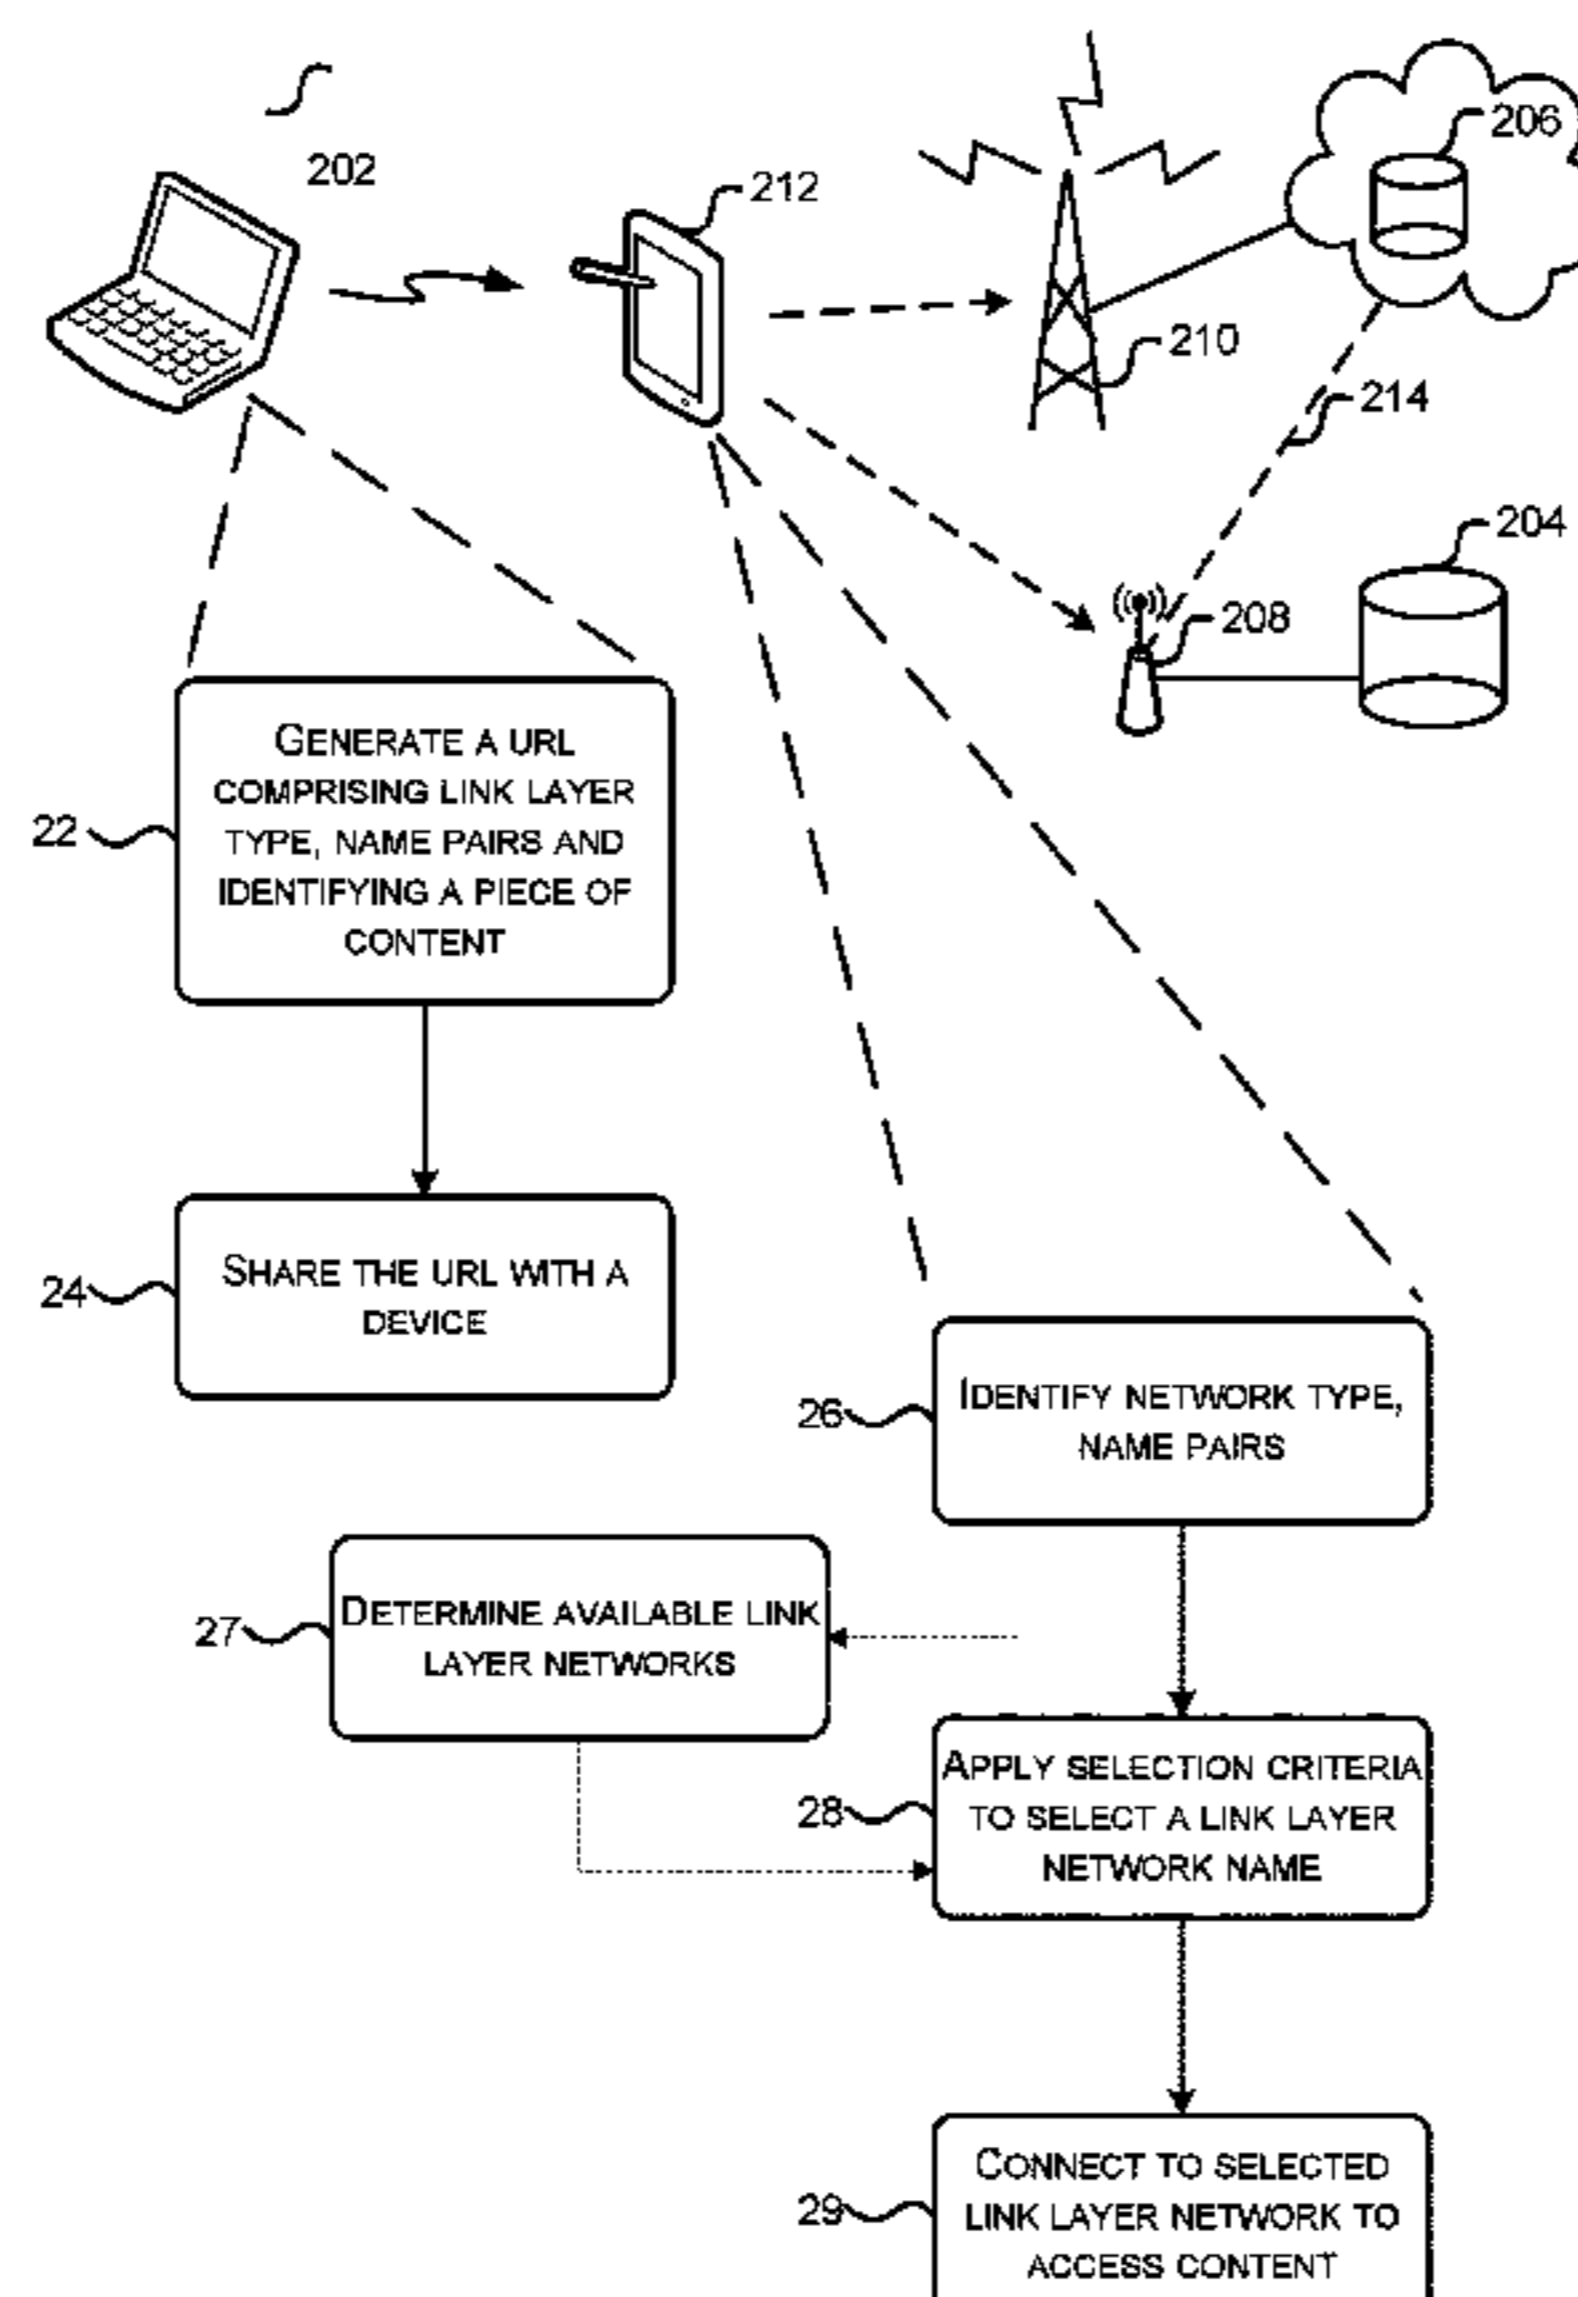 202
212
206
210
214
204
208
22
GENERATE A URL
COMPRISING LINK LAYER
TYPE, NAME PAIRS AND
IDENTIFYING A PIECE OF
CONTENT
24
SHARE THE URL WITH A
DEVICE
26
IDENTIFY NETWORK TYPE,
NAME PAIRS
27
DETERMINE AVAILABLE LINK
LAYER NETWORKS
28
APPLY SELECTION CRITERIA
TO SELECT A LINK LAYER
NETWORK NAME
29
CONNECT TO SELECTED
LINK LAYER NETWORK TO
ACCESS CONTENT